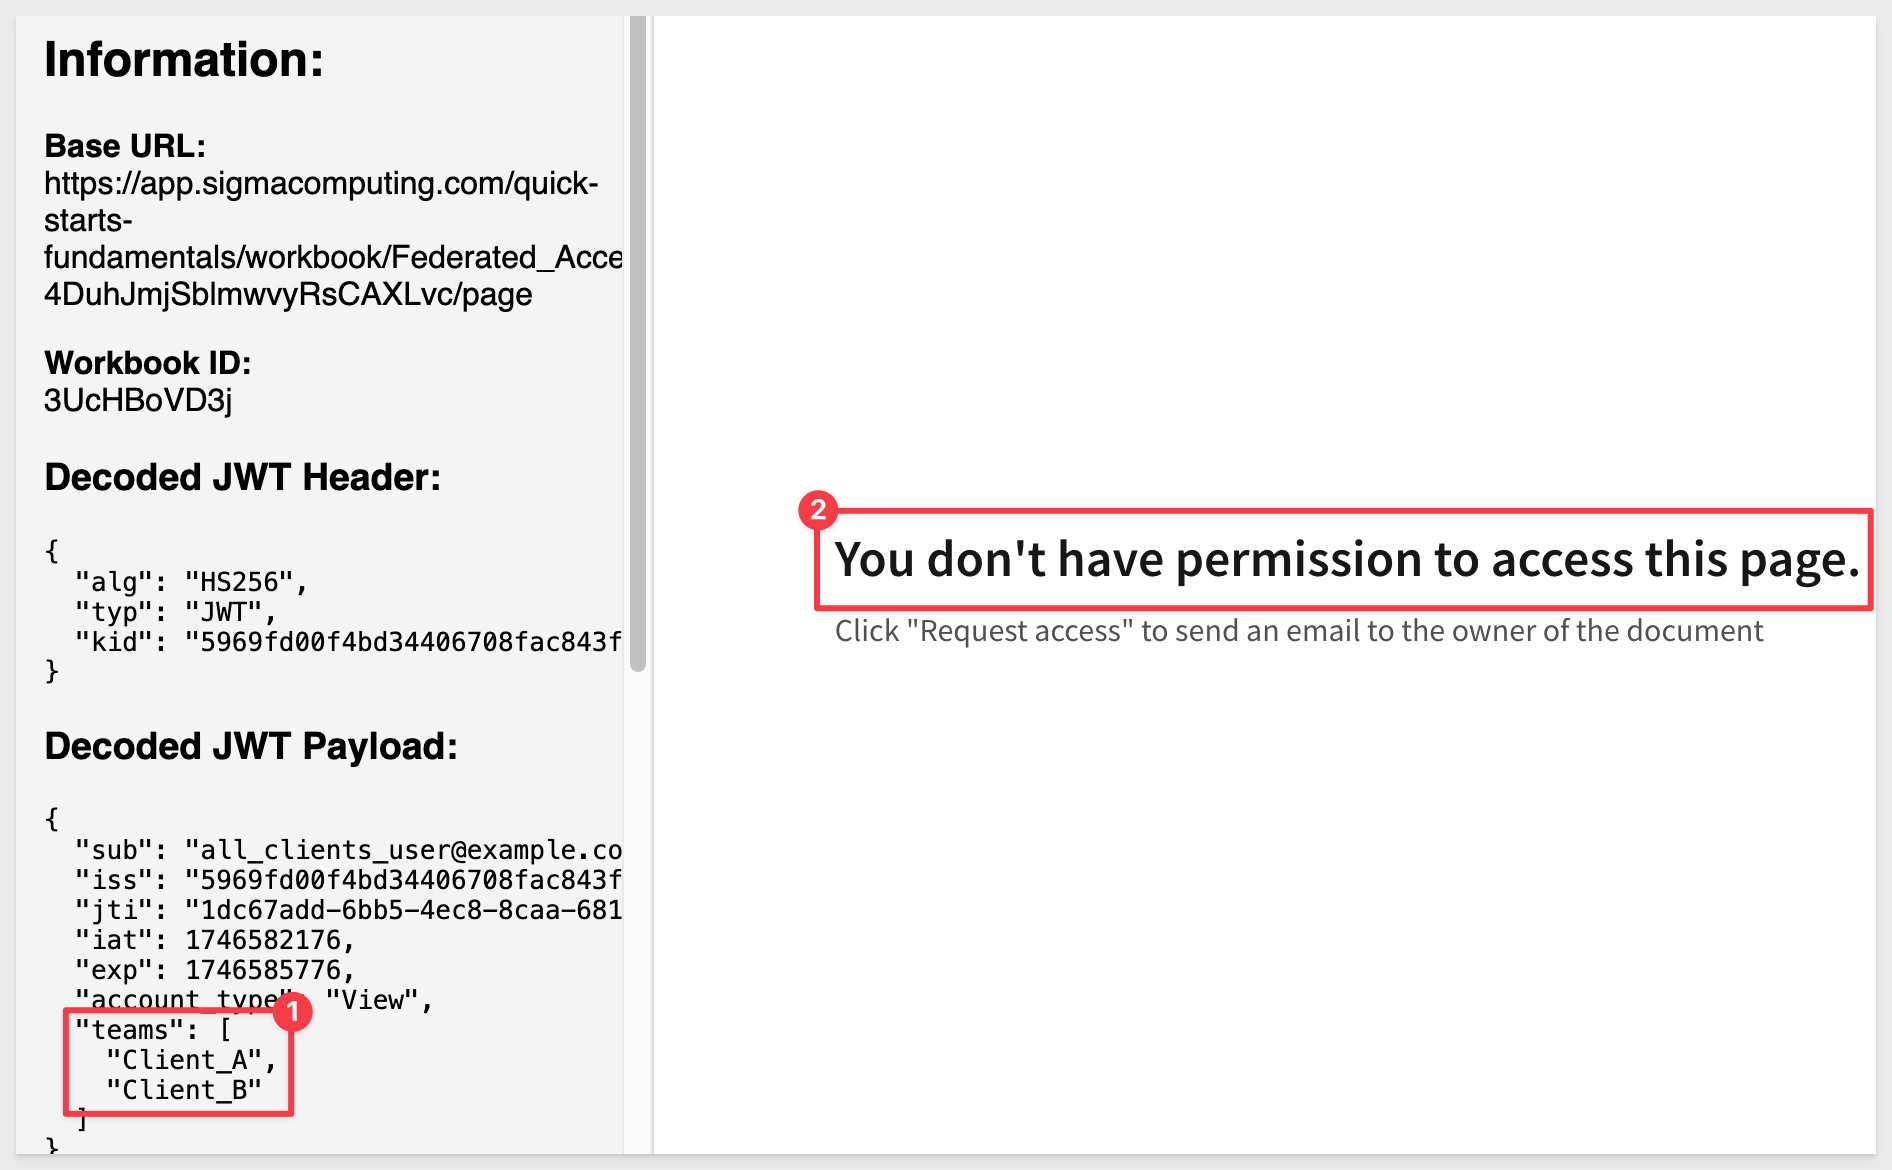 Information:
Base URL:
https://app.sigmacomputing.com/quick-
starts-
fundamentals/workbook/Federated_Acce
4DuhJmjSblmwvyRsCAXLvc/page
Workbook ID:
3UcHBoVD3j
Decoded JWT Header:
{
"alg": "HS256",
"typ": "JWT",
"kid": "5969fd00f4bd34406708fac843f
}
Decoded JWT Payload:
{
"sub": "all_clients_user@example.co
"iss": "5969fd00f4bd34406708fac843f
"jti": "1dc67add-6bb5-4ec8-8caa-681
"iat": 1746582176,
"exp": 1746585776,
"account_type": "View",
1
"teams": [
"Client_A",
"Client_B"
]
}
2
You don't have permission to access this page.
Click "Request access" to send an email to the owner of the document